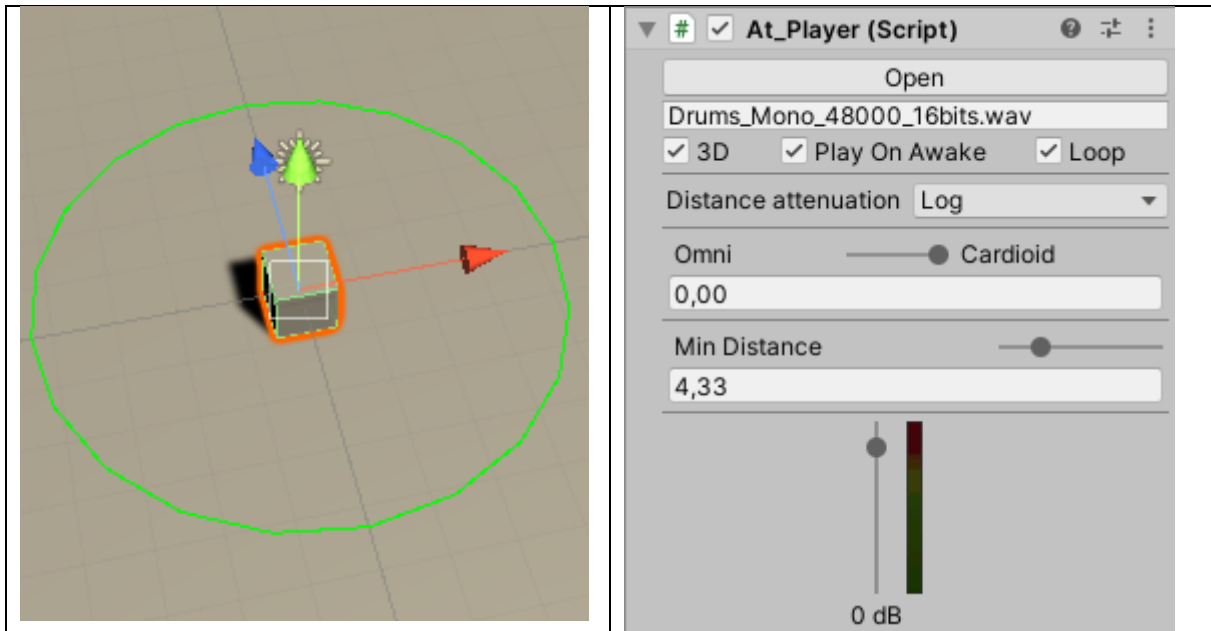 At_Player (Script)
Open
Drums_Mono_48000_16bits.wav
3D Play On Awake Loop
Distance attenuation Log
Omni Cardioid
0,00
Min Distance
4,33
0 dB